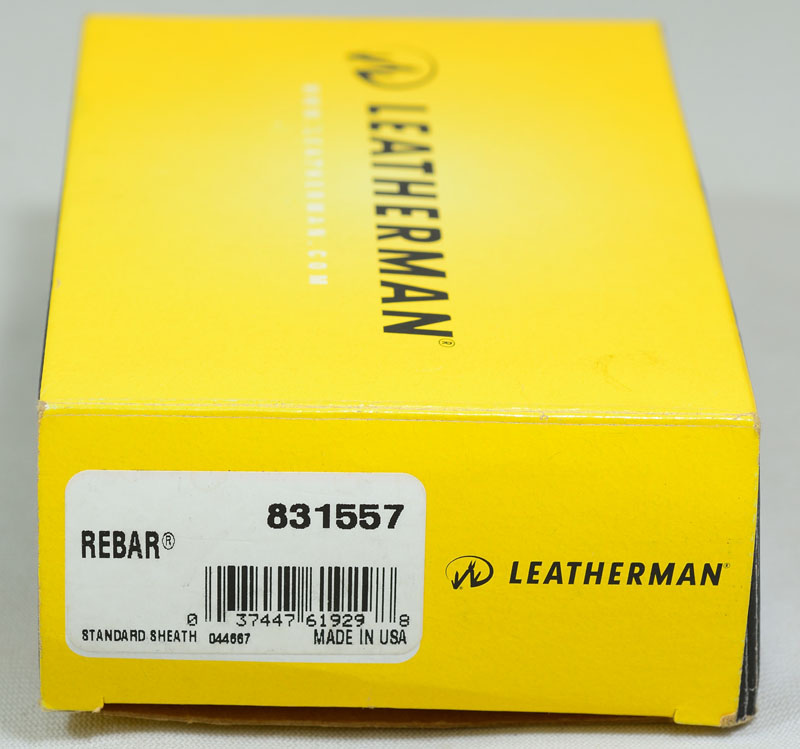 LEATHERMAN®
WWW.LEATHERMAN.COM
831557
REBAR®
0 37447 61929 8
STANDARD SHEATH 044667 MADE IN USA
LEATHERMAN®